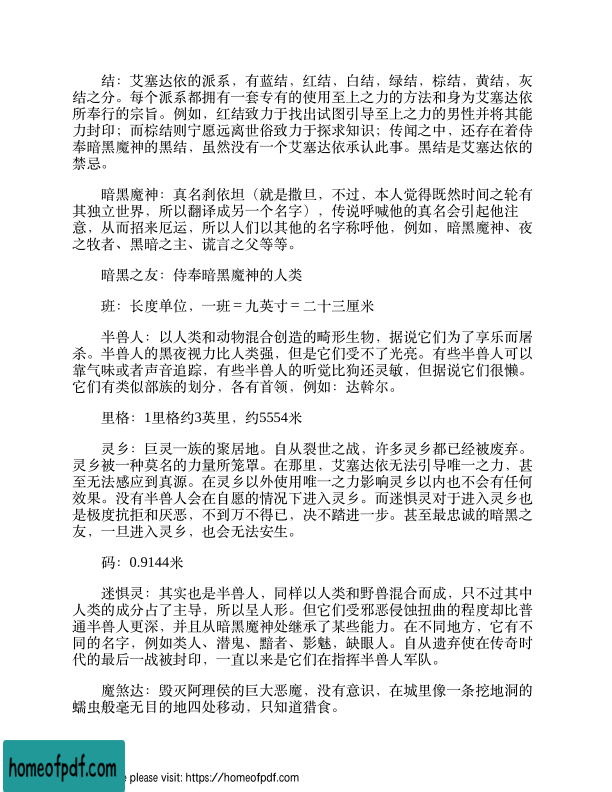 结：艾塞达依的派系，有蓝结，红结，白结，绿结，棕结，黄结，灰
结之分。每个派系都拥有一套专有的使用至上之力的方法和身为艾塞达依
所奉行的宗旨。例如，红结致力于找出试图引导至上之力的男性并将其能
力封印；而棕结则宁愿远离世俗致力于探求知识；传闻之中，还存在着侍
奉暗黑魔神的黑结，虽然没有一个艾塞达依承认此事。黑结是艾塞达依的
禁忌。
暗黑魔神：真名刹依坦（就是撒旦，不过，本人觉得既然时间之轮有
其独立世界，所以翻译成另一个名字），传说呼喊他的真名会引起他注
意，从而招来厄运，所以人们以其他的名字称呼他，例如，暗黑魔神、夜
之牧者、黑暗之主、谎言之父等等。
暗黑之友：侍奉暗黑魔神的人类
班：长度单位，一班＝九英寸＝二十三厘米
半兽人：以人类和动物混合创造的畸形生物，据说它们为了享乐而屠
杀。半兽人的黑夜视力比人类强，但是它们受不了光亮。有些半兽人可以
靠气味或者声音追踪，有些半兽人的听觉比狗还灵敏，但据说它们很懒。
它们有类似部族的划分，各有首领，例如：达斡尔。
里格：1里格约3英里，约5554米
灵乡：巨灵一族的聚居地。自从裂世之战，许多灵乡都已经被废弃。
灵乡被一种莫名的力量所笼罩。在那里，艾塞达依无法引导唯一之力，甚
至无法感应到真源。在灵乡以外使用唯一之力影响灵乡以内也不会有任何
效果。没有半兽人会在自愿的情况下进入灵乡。而迷惧灵对于进入灵乡也
是极度抗拒和厌恶，不到万不得已，决不踏进一步。甚至最忠诚的暗黑之
友，一旦进入灵乡，也会无法安生。
码：0.9144米
迷惧灵：其实也是半兽人，同样以人类和野兽混合而成，只不过其中
人类的成分占了主导，所以呈人形。但它们受邪恶侵蚀扭曲的程度却比普
通半兽人更深，并且从暗黑魔神处继承了某些能力。在不同地方，它有不
同的名字，例如类人、潜鬼、黯者、影魅，缺眼人。自从遗弃使在传奇时
代的最后一战被封印，一直以来是它们在指挥半兽人军队。
魔煞达：毁灭阿理侯的巨大恶魔，没有意识，在城里像一条挖地洞的
蠕虫般毫无目的地四处移动，只知道猎食。
homeofpdf.com
e please visit: https://homeofpdf.com